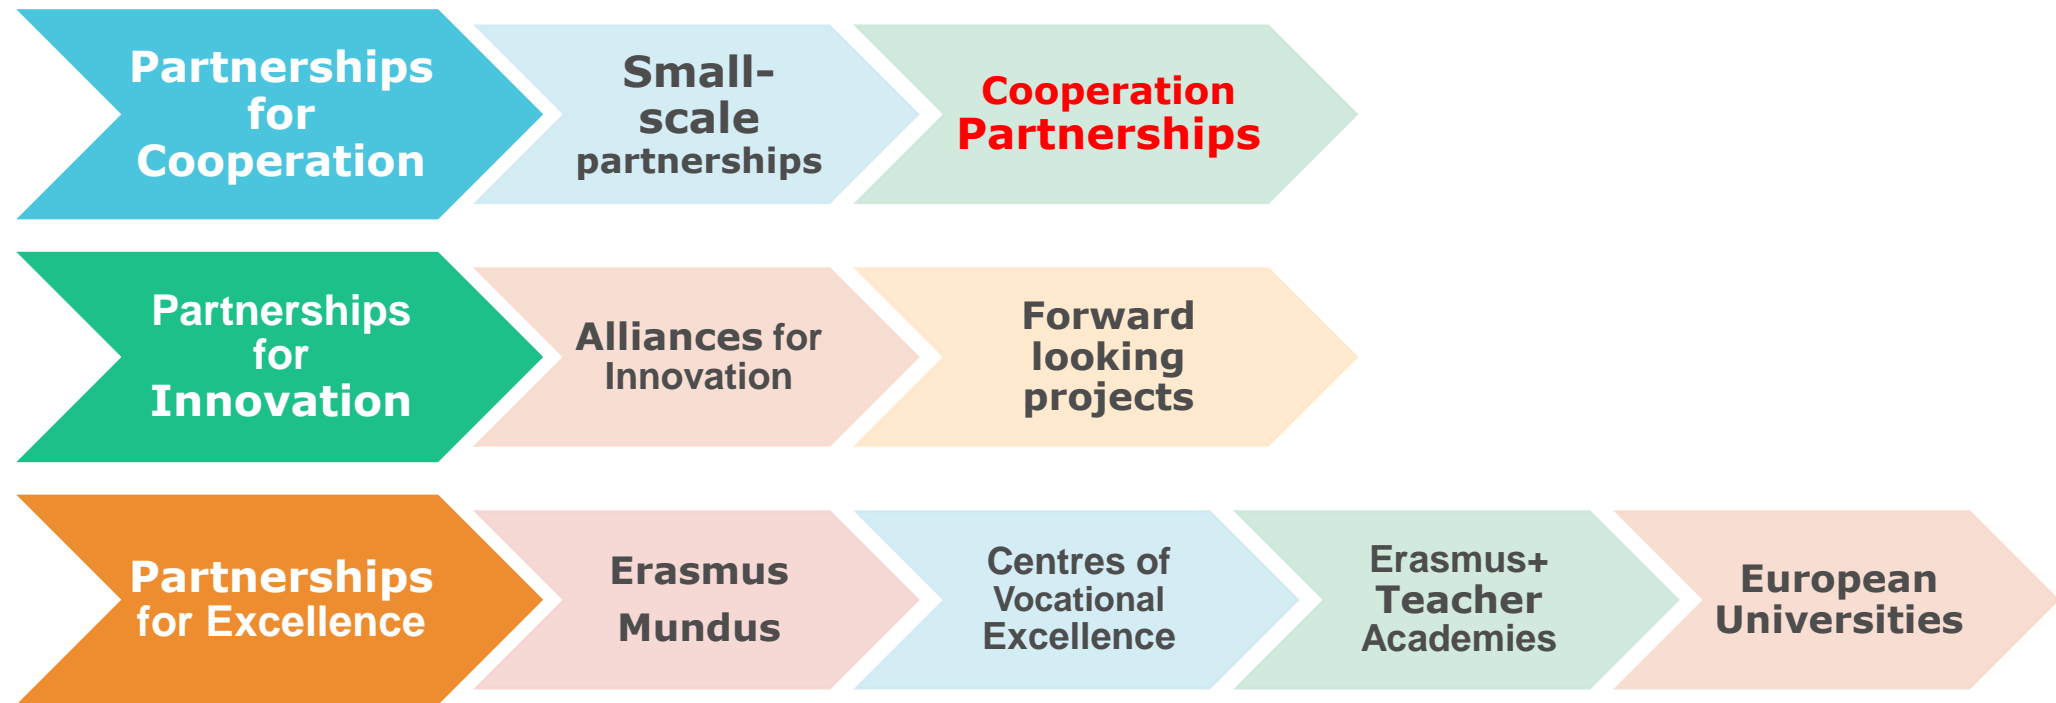 Partnerships
for
Cooperation
Small-
scale
partnerships
Cooperation
Partnerships
Partnerships
for
Innovation
Alliances for
Innovation
Forward
looking
projects
Partnerships
for Excellence
Erasmus
Mundus
Centres of
Vocational
Excellence
Erasmus+
Teacher
Academies
European
Universities